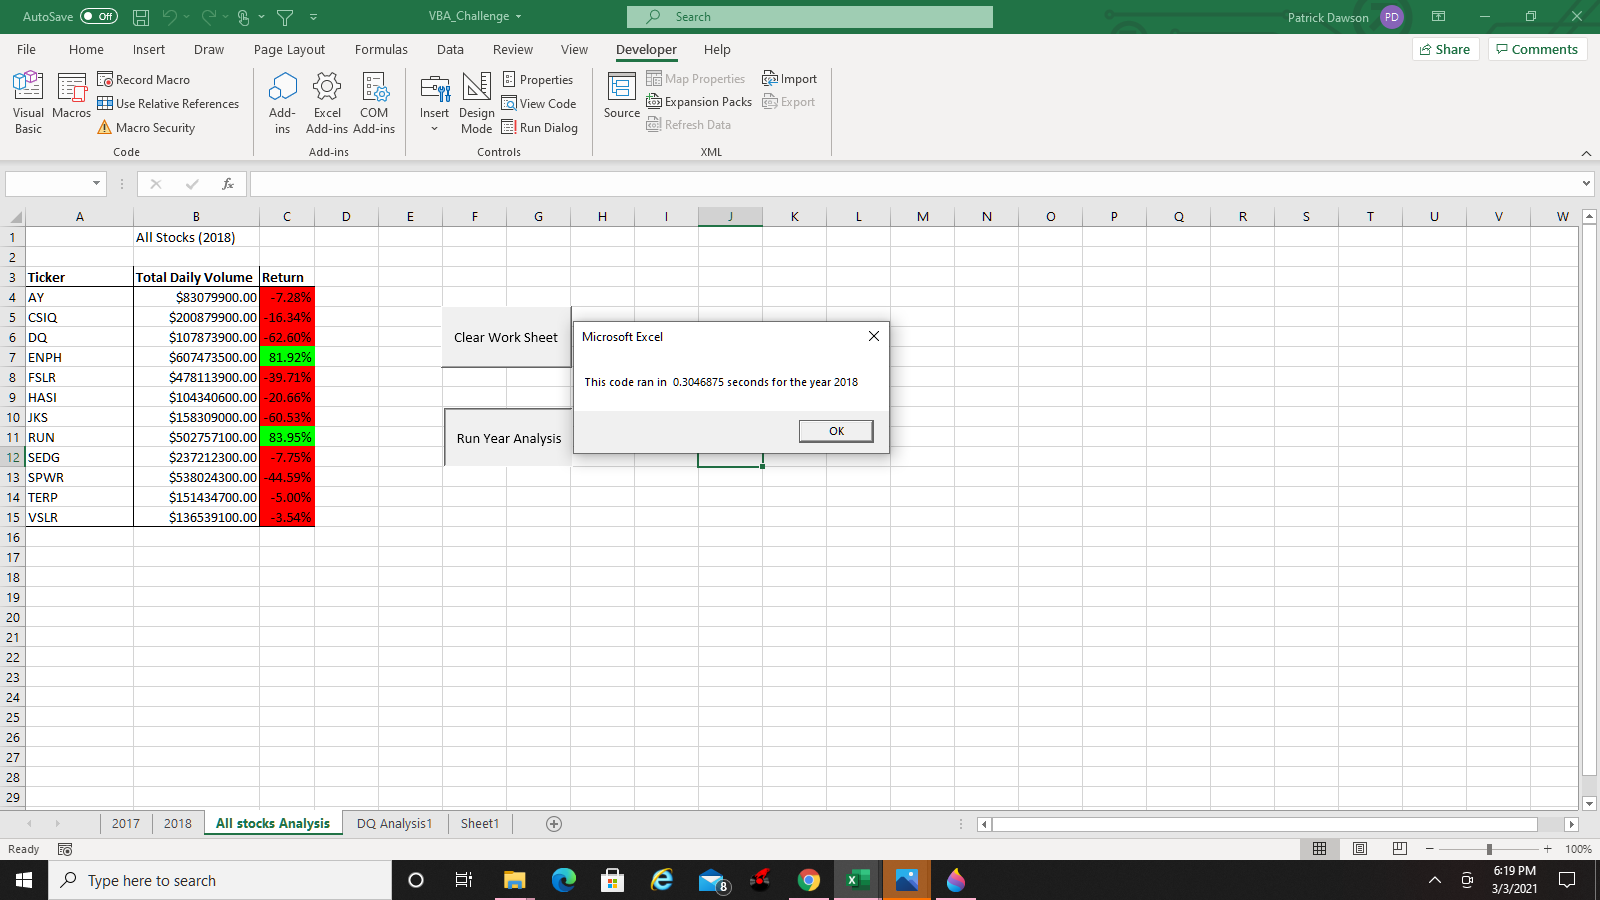 AutoSave Off VBA_Challenge Search Patrick Dawson PD
File Home Insert Draw Page Layout Formulas Data Review View Developer Help Share Comments
Visual Basic
Macros
Record Macro
Use Relative References
Macro Security
Code
Add-ins
Excel Add-ins
COM Add-ins
Add-ins
Insert
Design Mode
Properties
View Code
Run Dialog
Controls
Source
Map Properties
Expansion Packs
Refresh Data
Import
Export
XML
fx
A B C D E F G H I J K L M N O P Q R S T U V W
1 All Stocks (2018)
2
3 Ticker Total Daily Volume Return
4 AY $83079900.00 -7.28%
5 CSIQ $200879900.00 -16.34%
6 DQ $107873900.00 -62.60%
7 ENPH $607473500.00 81.92%
8 FSLR $478113900.00 -39.71%
9 HASI $104340600.00 -20.66%
10 JKS $158309000.00 -60.53%
11 RUN $502757100.00 83.95%
12 SEDG $237212300.00 -7.75%
13 SPWR $538024300.00 -44.59%
14 TERP $151434700.00 -5.00%
15 VSLR $136539100.00 -3.54%
16
17
18
19
20
21
22
23
24
25
26
27
28
29
Clear Work Sheet
Run Year Analysis
Microsoft Excel
This code ran in 0.3046875 seconds for the year 2018
OK
2017 2018 All stocks Analysis DQ Analysis1 Sheet1
Ready 100%
Type here to search 8 6:19 PM
3/3/2021